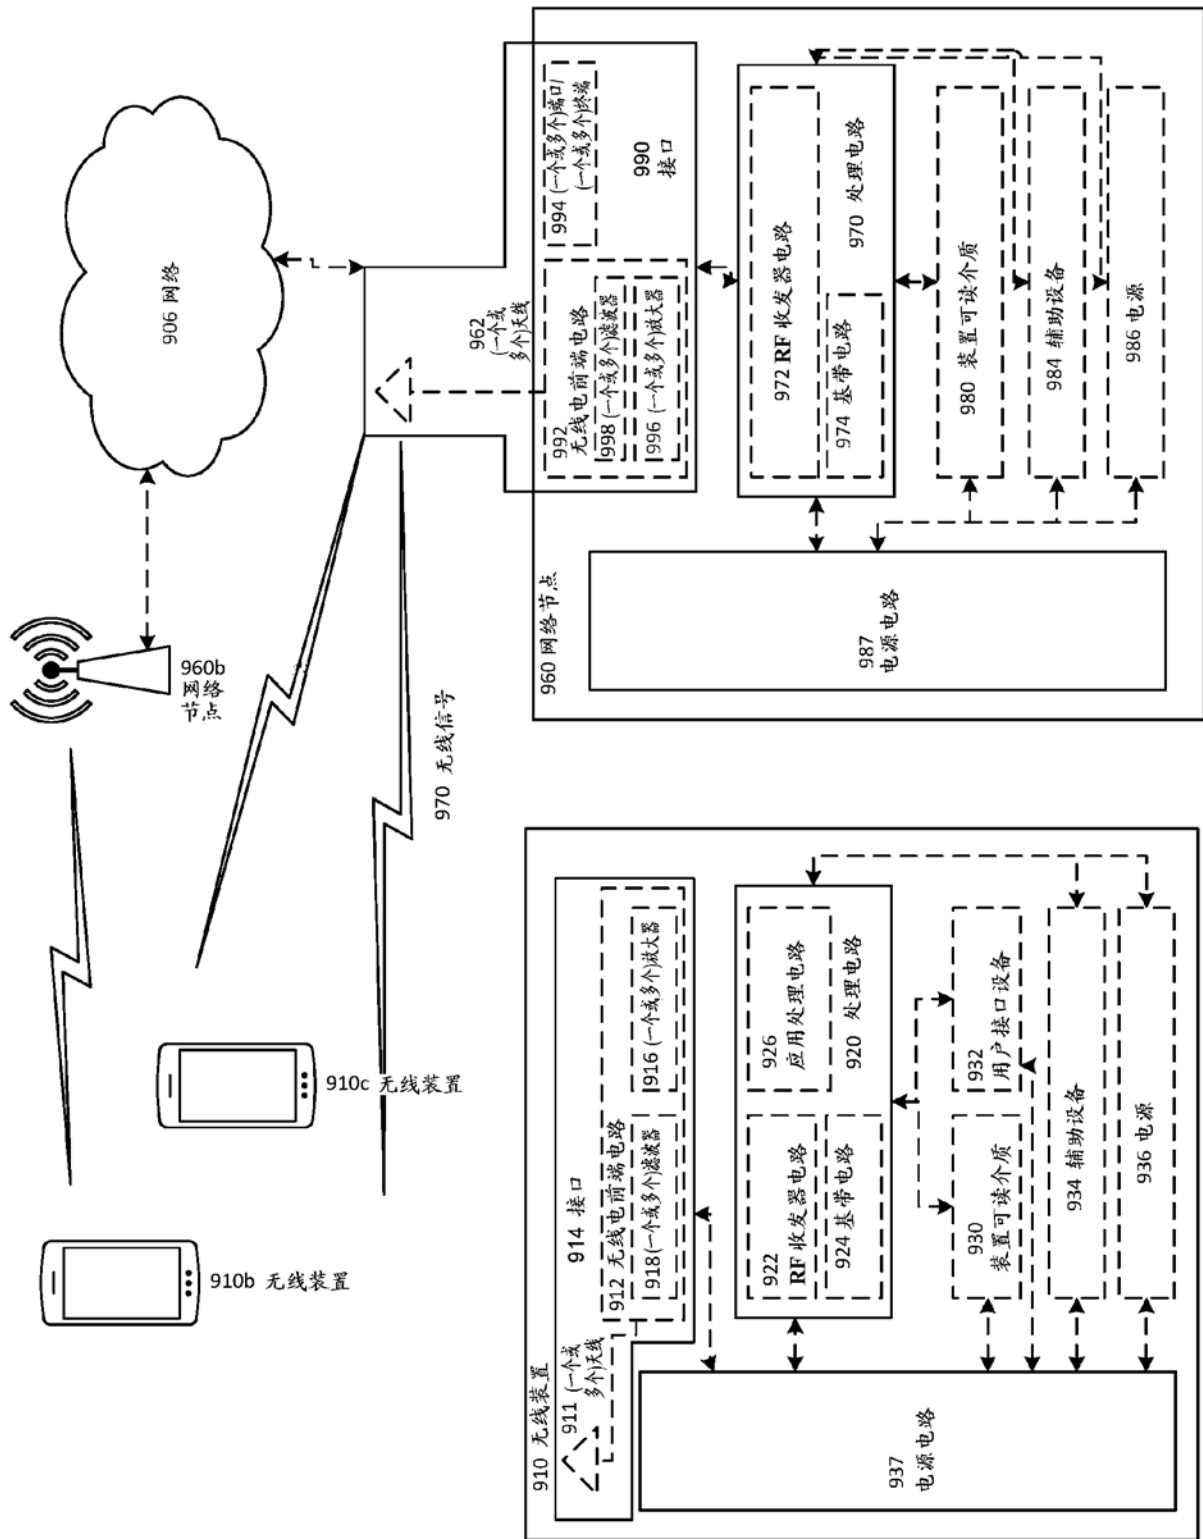 906 网络
960b
网络
节点
910b 无线装置
910c 无线装置
970 无线信号
960 网络节点
962
(一个或
多个)天线
990
接口
994 (一个或多个)端口/
(一个或多个)终端
992
无线电前端电路
998 (一个或多个)滤波器
996 (一个或多个)放大器
970 处理电路
972 RF 收发器电路
974 基带电路
980 装置可读介质
984 辅助设备
986 电源
987
电源电路
910 无线装置
911 (一个或
多个)天线
914 接口
912 无线电前端电路
918(一个或多个)滤波器
916 (一个或多个)放大器
920 处理电路
922
RF 收发器电路
924 基带电路
926
应用处理电路
930
装置可读介质
932
用户接口设备
934 辅助设备
936 电源
937
电源电路